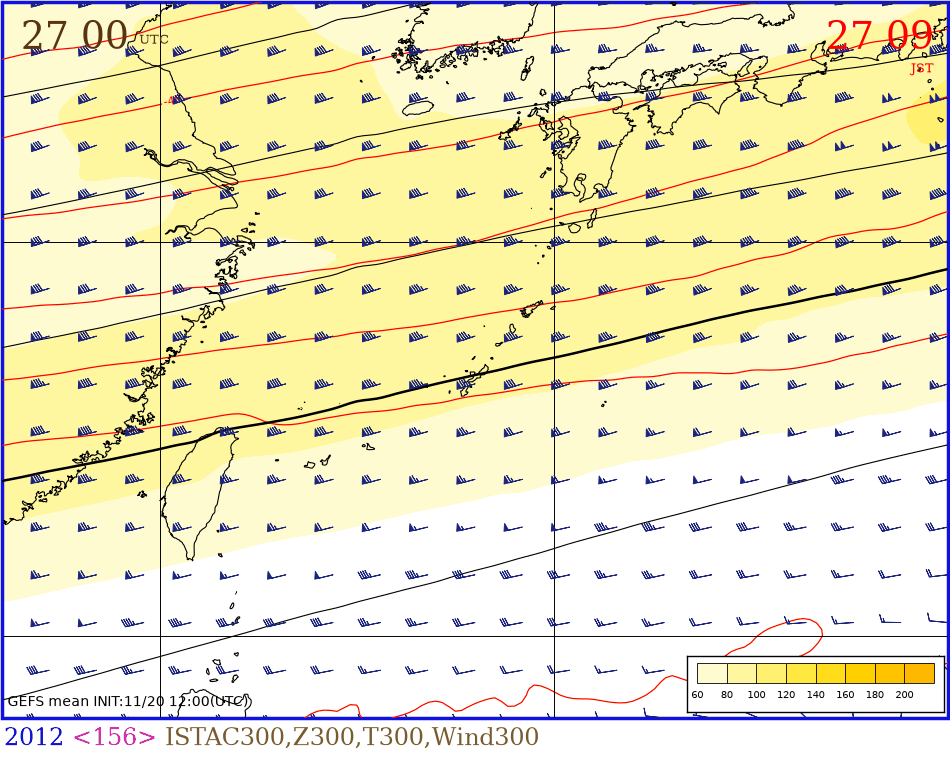 27 00 UTC
27 09
JST
-4
60 80 100 120 140 160 180 200
GEFS mean INIT:11/20 12:00(UTC)
2012 <156> ISTAC300,Z300,T300,Wind300